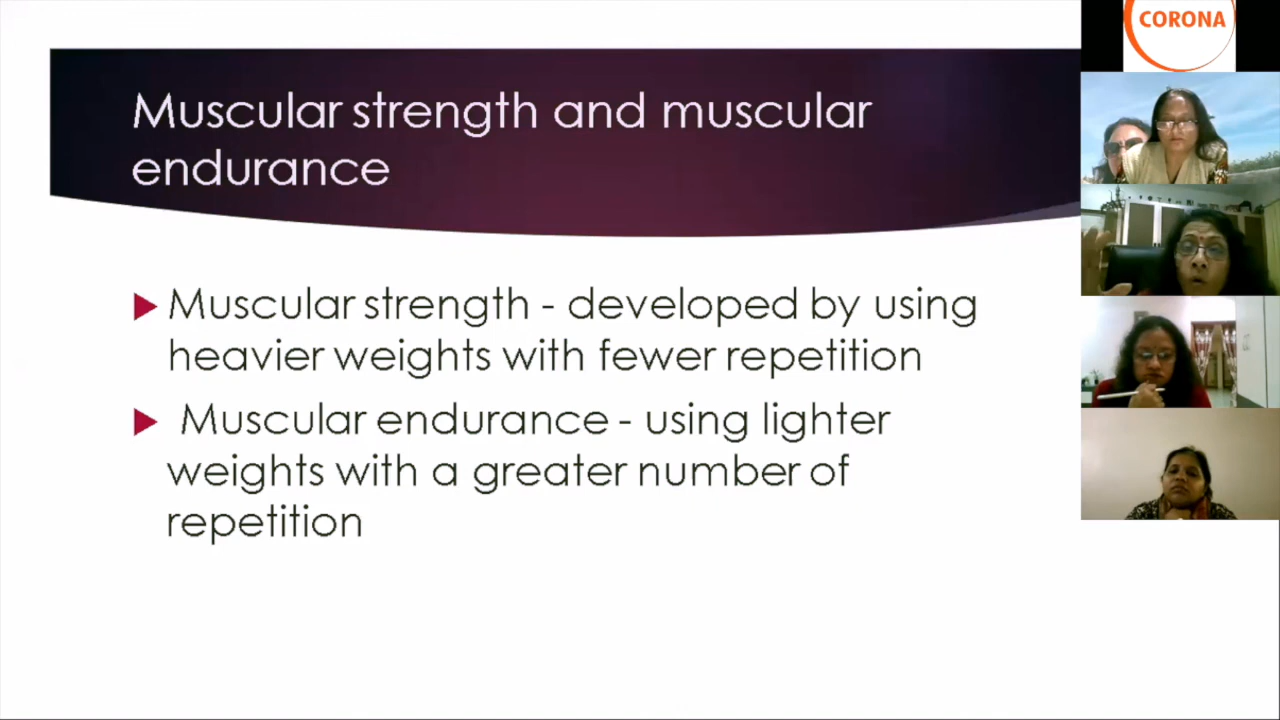 Muscular strength and muscular
endurance
Muscular strength - developed by using
heavier weights with fewer repetition
Muscular endurance - using lighter
weights with a greater number of
repetition
CORONA